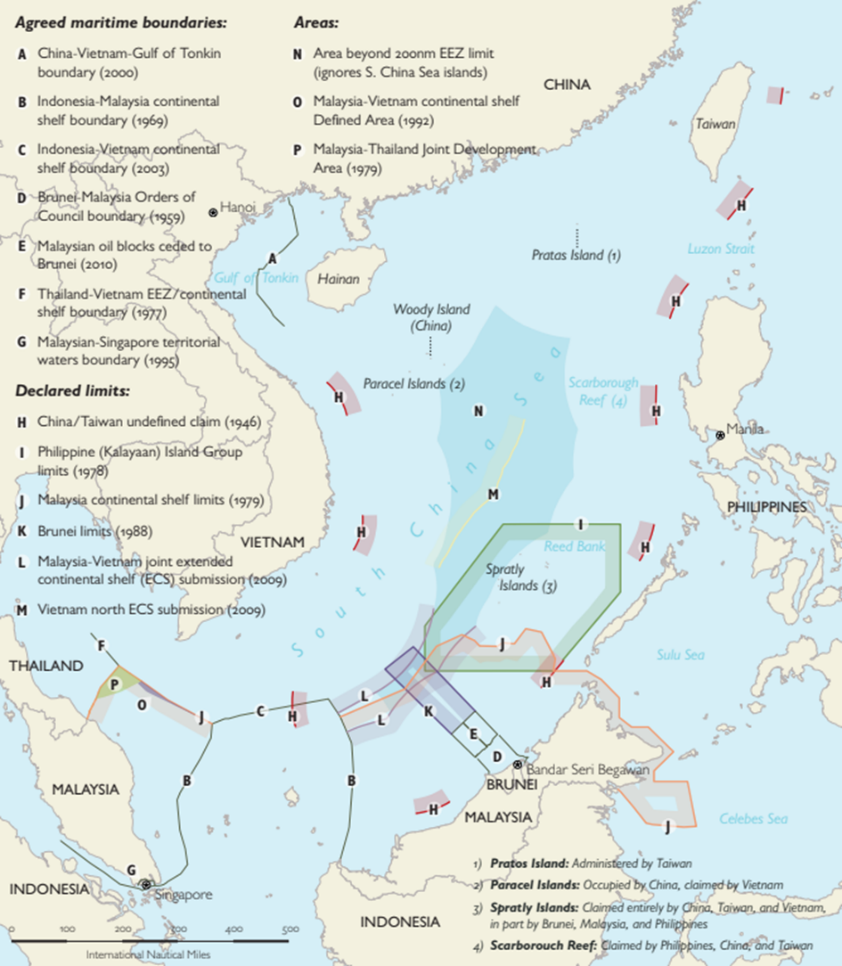 Agreed maritime boundaries:
A China-Vietnam-Gulf of Tonkin
boundary (2000)
B Indonesia-Malaysia continental
shelf boundary (1969)
C Indonesia-Vietnam continental
shelf boundary (2003)
D Brunei-Malaysia Orders of
Council boundary (1959)
E Malaysian oil blocks ceded to
Brunei (2010)
F Thailand-Vietnam EEZ/continental
shelf boundary (1977)
G Malaysian-Singapore territorial
waters boundary (1995)
Declared limits:
H China/Taiwan undefined claim (1946)
I Philippine (Kalayaan) Island Group
limits (1978)
J Malaysia continental shelf limits (1979)
K Brunei limits (1988)
L Malaysia-Vietnam joint extended
continental shelf (ECS) submission (2009)
M Vietnam north ECS submission (2009)
Areas:
N Area beyond 200nm EEZ limit
(ignores S. China Sea islands)
O Malaysia-Vietnam continental shelf
Defined Area (1992)
P Malaysia-Thailand Joint Development
Area (1979)
CHINA
Taiwan
Hanoi
H
A
Pratas Island (1)
Luzon Strait
Gulf of Tonkin
Hainan
H
Woody Island
(China)
Paracel Islands (2)
Scarborough
Reef (4)
H
N
H
Manila
South China Sea
M
PHILIPPINES
I
H
VIETNAM
Reed Bank
H
Spratly
Islands (3)
F
J
Sulu Sea
THAILAND
P
H
O
J
C
H
L
L
K
E
D
Bandar Seri Begawan
BRUNEI
MALAYSIA
B
B
H
MALAYSIA
J
Celebes Sea
G
Singapore
INDONESIA
INDONESIA
1) Pratos Island: Administered by Taiwan
2) Paracel Islands: Occupied by China, claimed by Vietnam
3) Spratly Islands: Claimed entirely by China, Taiwan, and Vietnam,
in part by Brunei, Malaysia, and Philippines
4) Scarborouch Reef: Claimed by Philippines, China, and Taiwan
0 100 200 300 400 500
International Nautical Miles